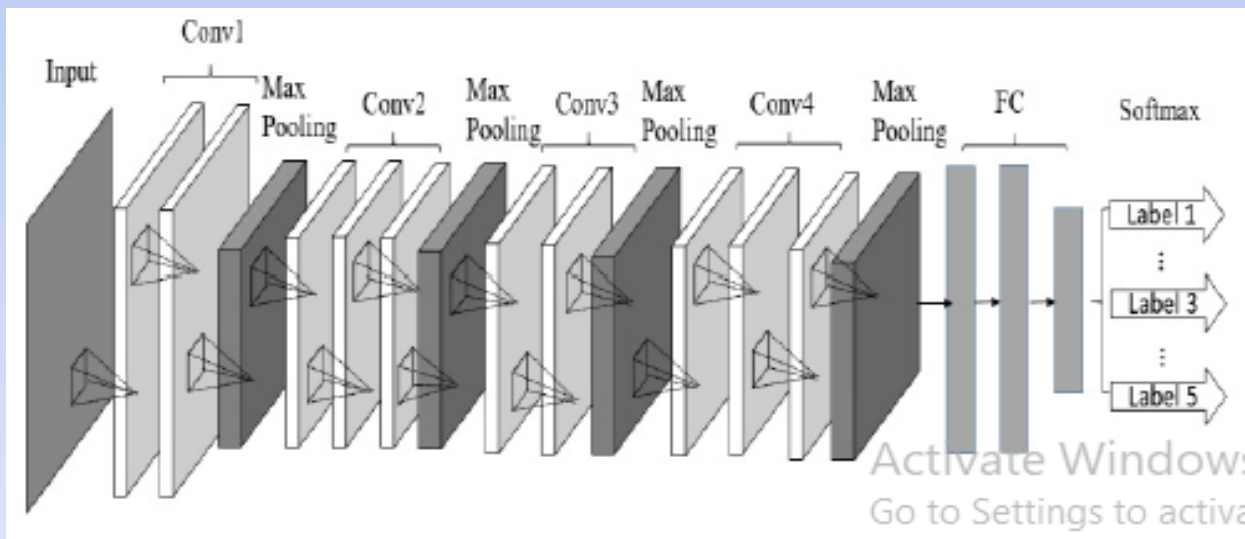 Input
Conv1
Max
Pooling
Conv2
Max
Pooling
Conv3
Max
Pooling
Conv4
Max
Pooling
FC
Softmax
Label 1
⋮
Label 3
⋮
Label 5
Activate Windows
Go to Settings to activa